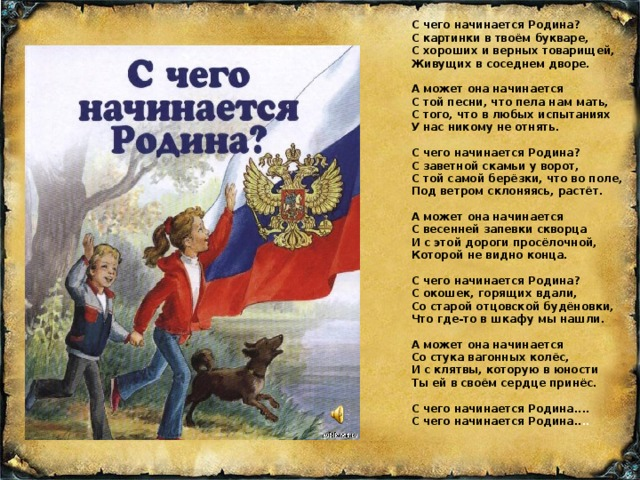 С чего
начинается
Родина?
С чего начинается Родина?
С картинки в твоём букваре,
С хороших и верных товарищей,
Живущих в соседнем дворе.
А может она начинается
С той песни, что пела нам мать,
С того, что в любых испытаниях
У нас никому не отнять.
С чего начинается Родина?
С заветной скамьи у ворот,
С той самой берёзки, что во поле,
Под ветром склоняясь, растёт.
А может она начинается
С весенней запевки скворца
И с этой дороги просёлочной,
Которой не видно конца.
С чего начинается Родина?
С окошек, горящих вдали,
Со старой отцовской будёновки,
Что где-то в шкафу мы нашли.
А может она начинается
Со стука вагонных колёс,
И с клятвы, которую в юности
Ты ей в своём сердце принёс.
С чего начинается Родина....
С чего начинается Родина....